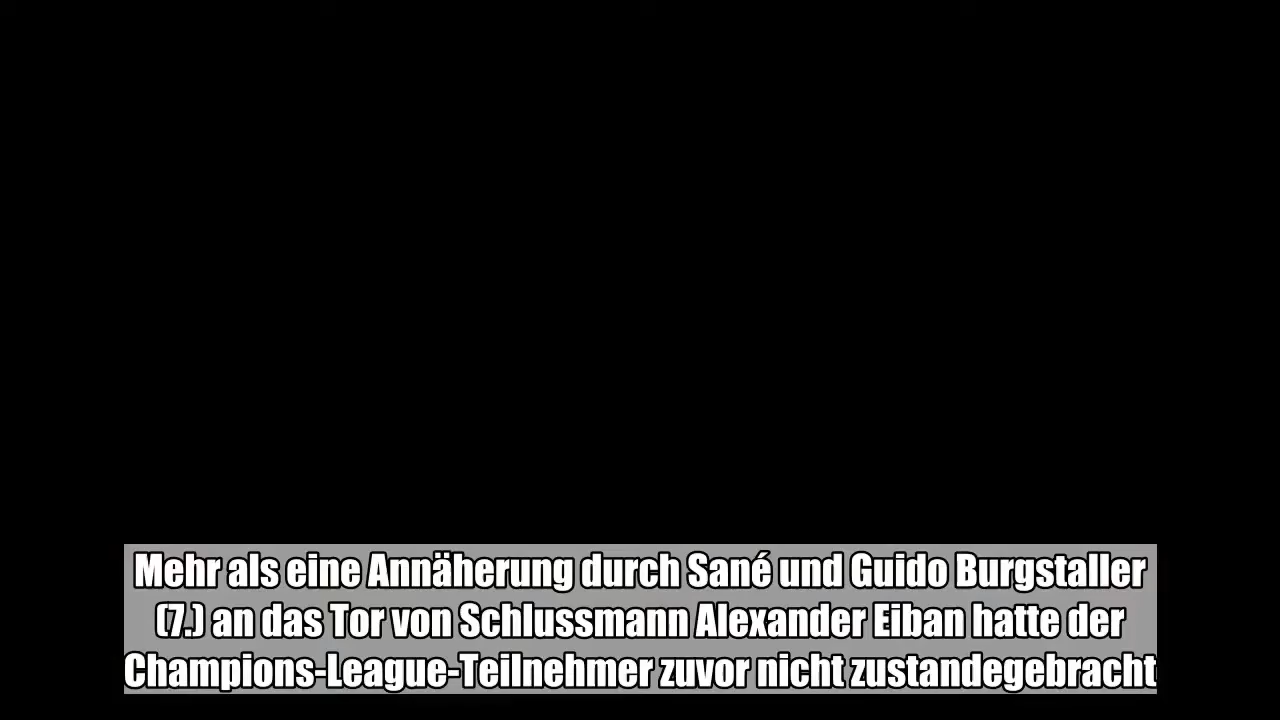 Mehr als eine Annäherung durch Sané und Guido Burgstaller
(7.) an das Tor von Schlussmann Alexander Eiban hatte der
Champions-League-Teilnehmer zuvor nicht zustandegebracht